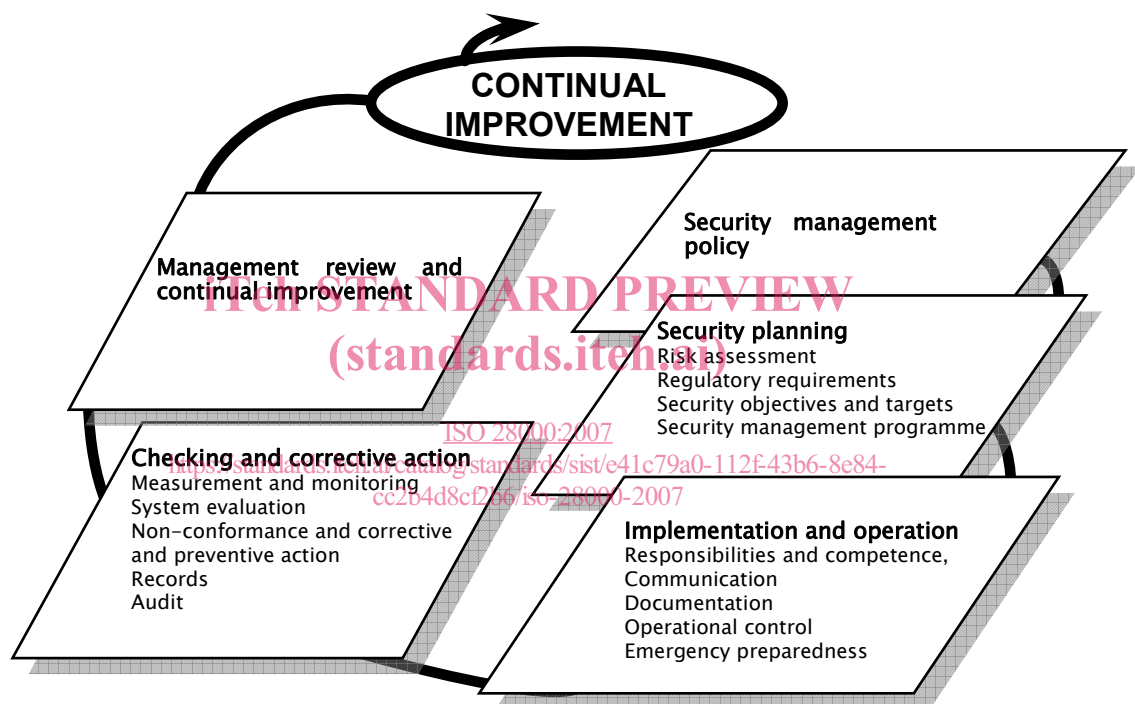 CONTINUAL
IMPROVEMENT
Security management
policy
Management review and
continual improvement
iTeh STANDARD PREVIEW
(standards.iteh.ai)
Security planning
Risk assessment
Regulatory requirements
Security objectives and targets
Security management programme
ISO 28000:2007
https://standards.iteh.ai/catalog/standards/sist/e41c79a0-112f-43b6-8e84-
cc2b4d8cf2b6/iso-28000-2007
Checking and corrective action
Measurement and monitoring
System evaluation
Non-conformance and corrective
and preventive action
Records
Audit
Implementation and operation
Responsibilities and competence,
Communication
Documentation
Operational control
Emergency preparedness